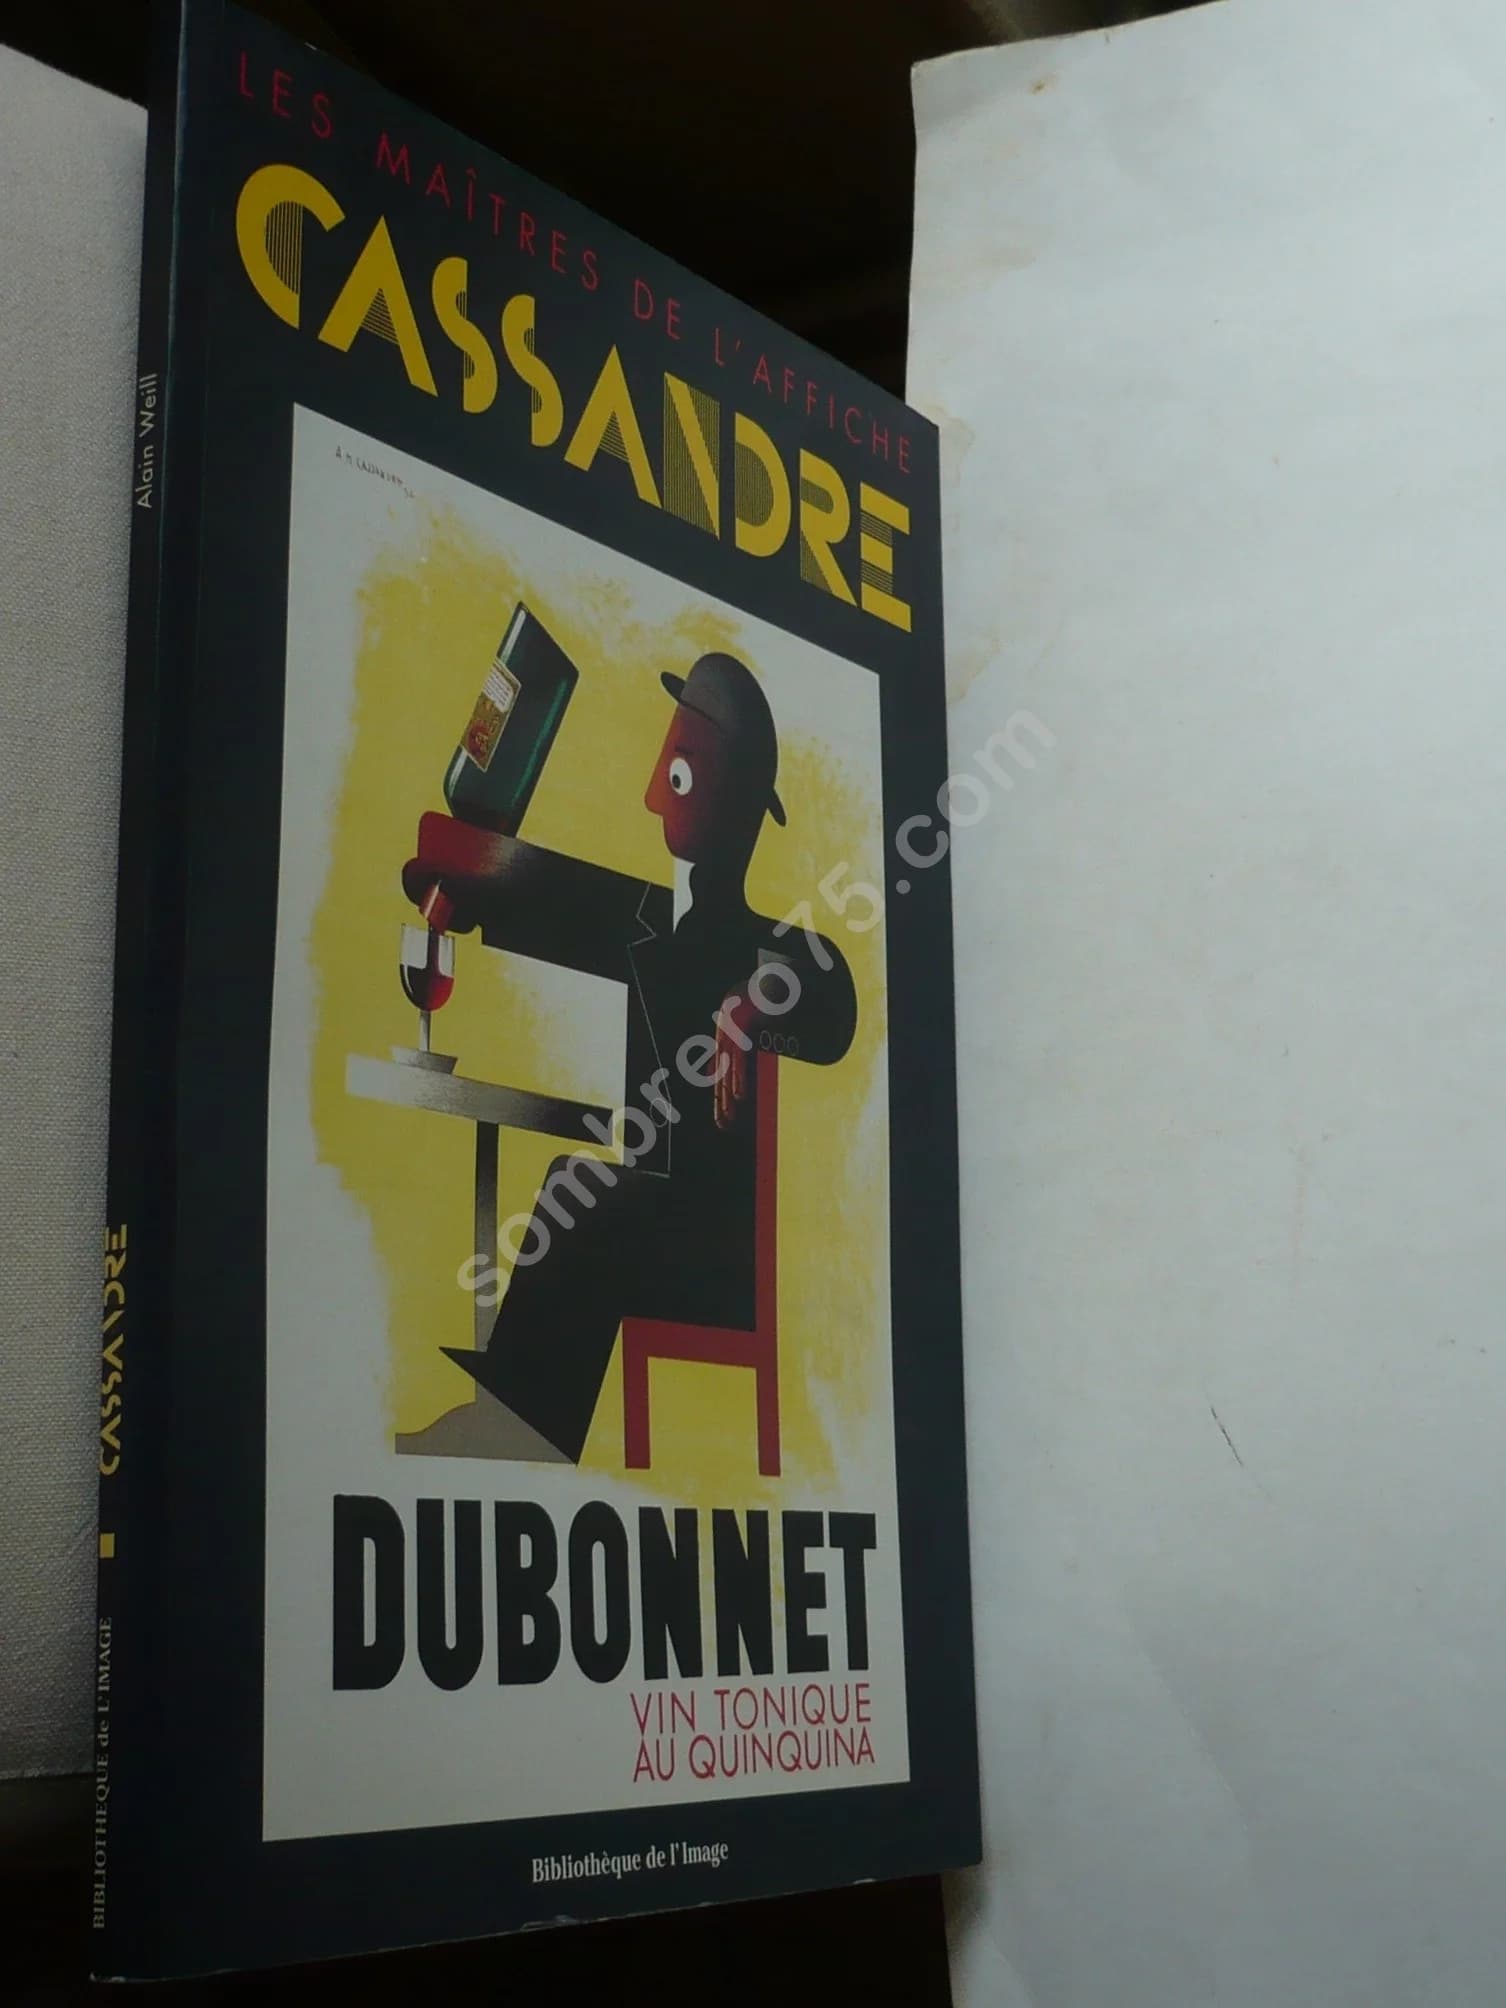 LES MAÎTRES DE L'AFFICHE
CASSANDRE
DUBONNET
VIN TONIQUE
AU QUINQUINA
Bibliothèque de l'Image
Alain Weill
CASSANDRE
BIBLIOTHEQUE de L'IMAGE
sombrero75.com